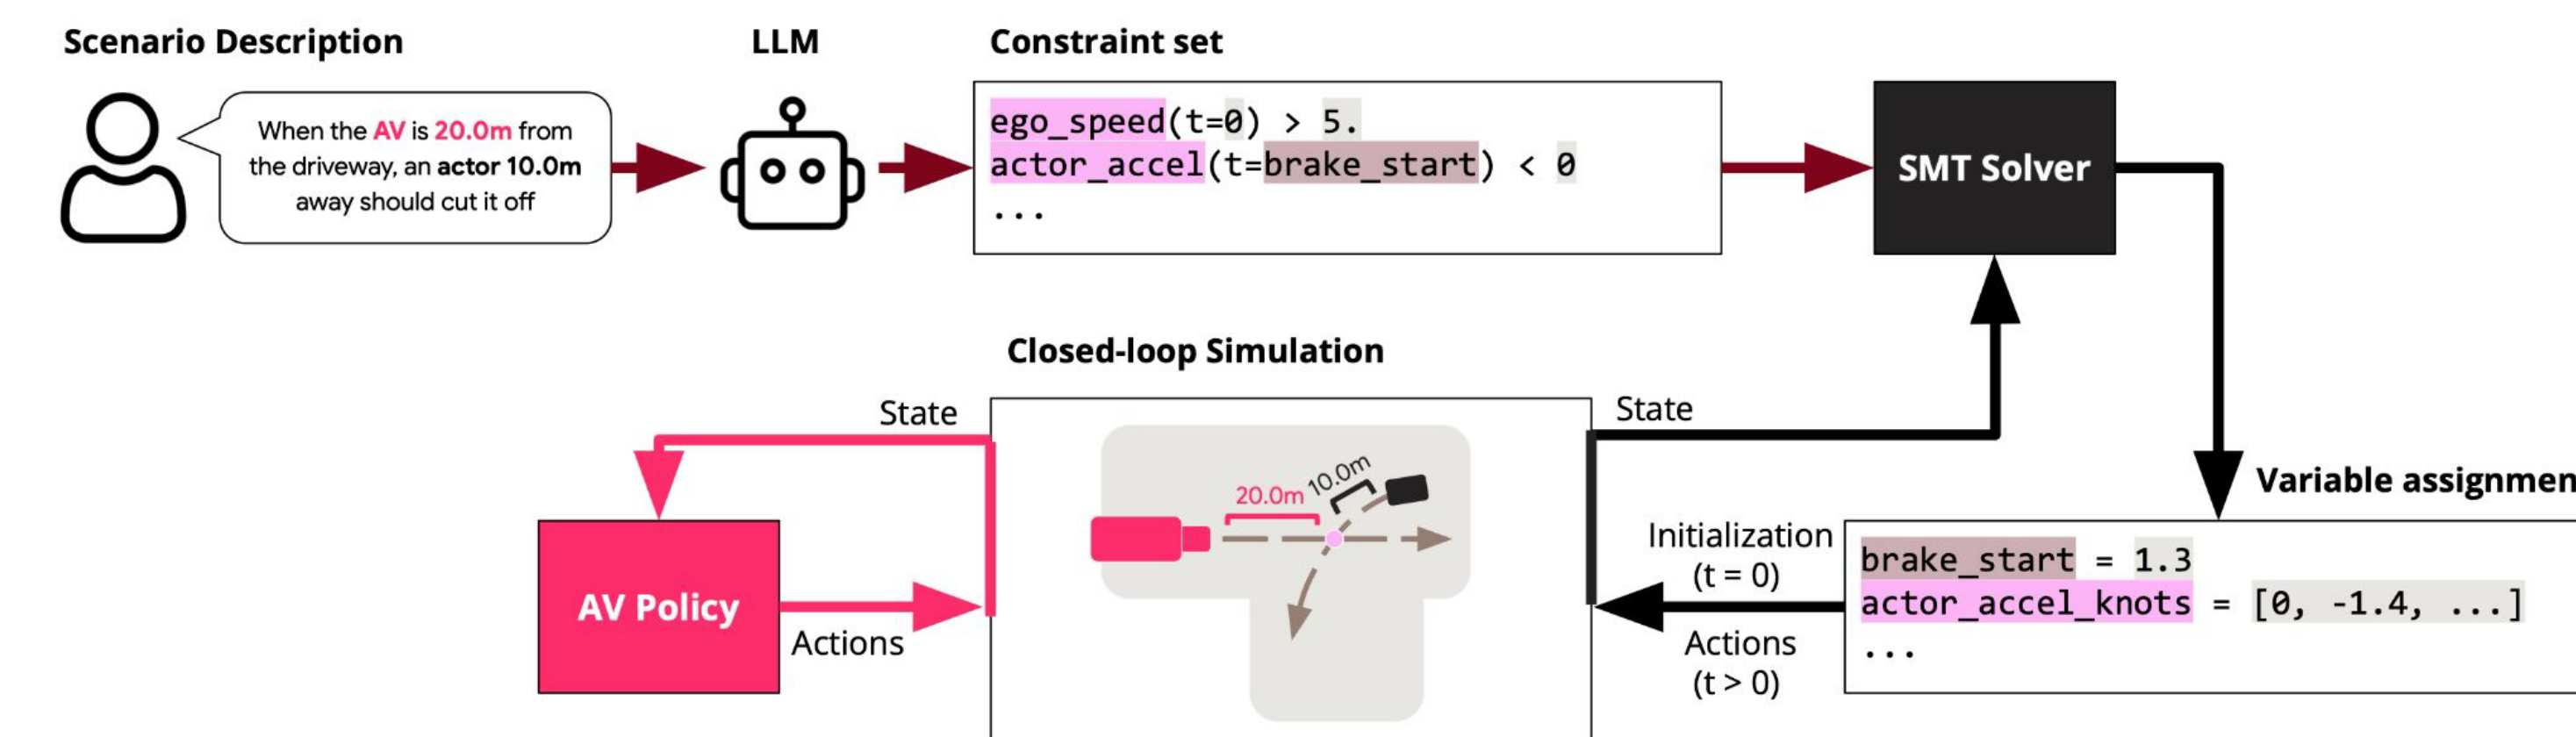 Scenario Description
LLM
Constraint set
When the AV is 20.0m from
the driveway, an actor 10.0m
away should cut it off
ego_speed(t=0) > 5.
actor_accel(t=brake_start) < 0
...
SMT Solver
Closed-loop Simulation
State
State
20.0m
10.0m
AV Policy
Actions
Initialization
(t = 0)
Actions
(t > 0)
Variable assignmen
brake_start = 1.3
actor_accel_knots = [0, -1.4, ...]
...